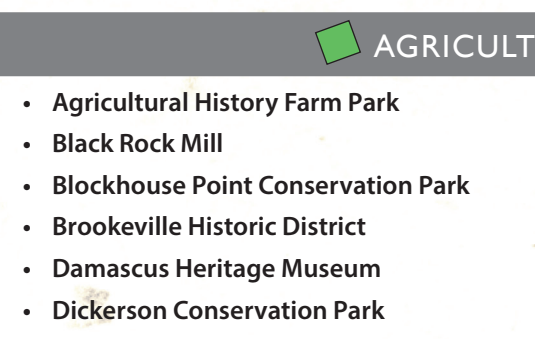 AGRICULT
• Agricultural History Farm Park
• Black Rock Mill
• Blockhouse Point Conservation Park
• Brookeville Historic District
• Damascus Heritage Museum
• Dickerson Conservation Park